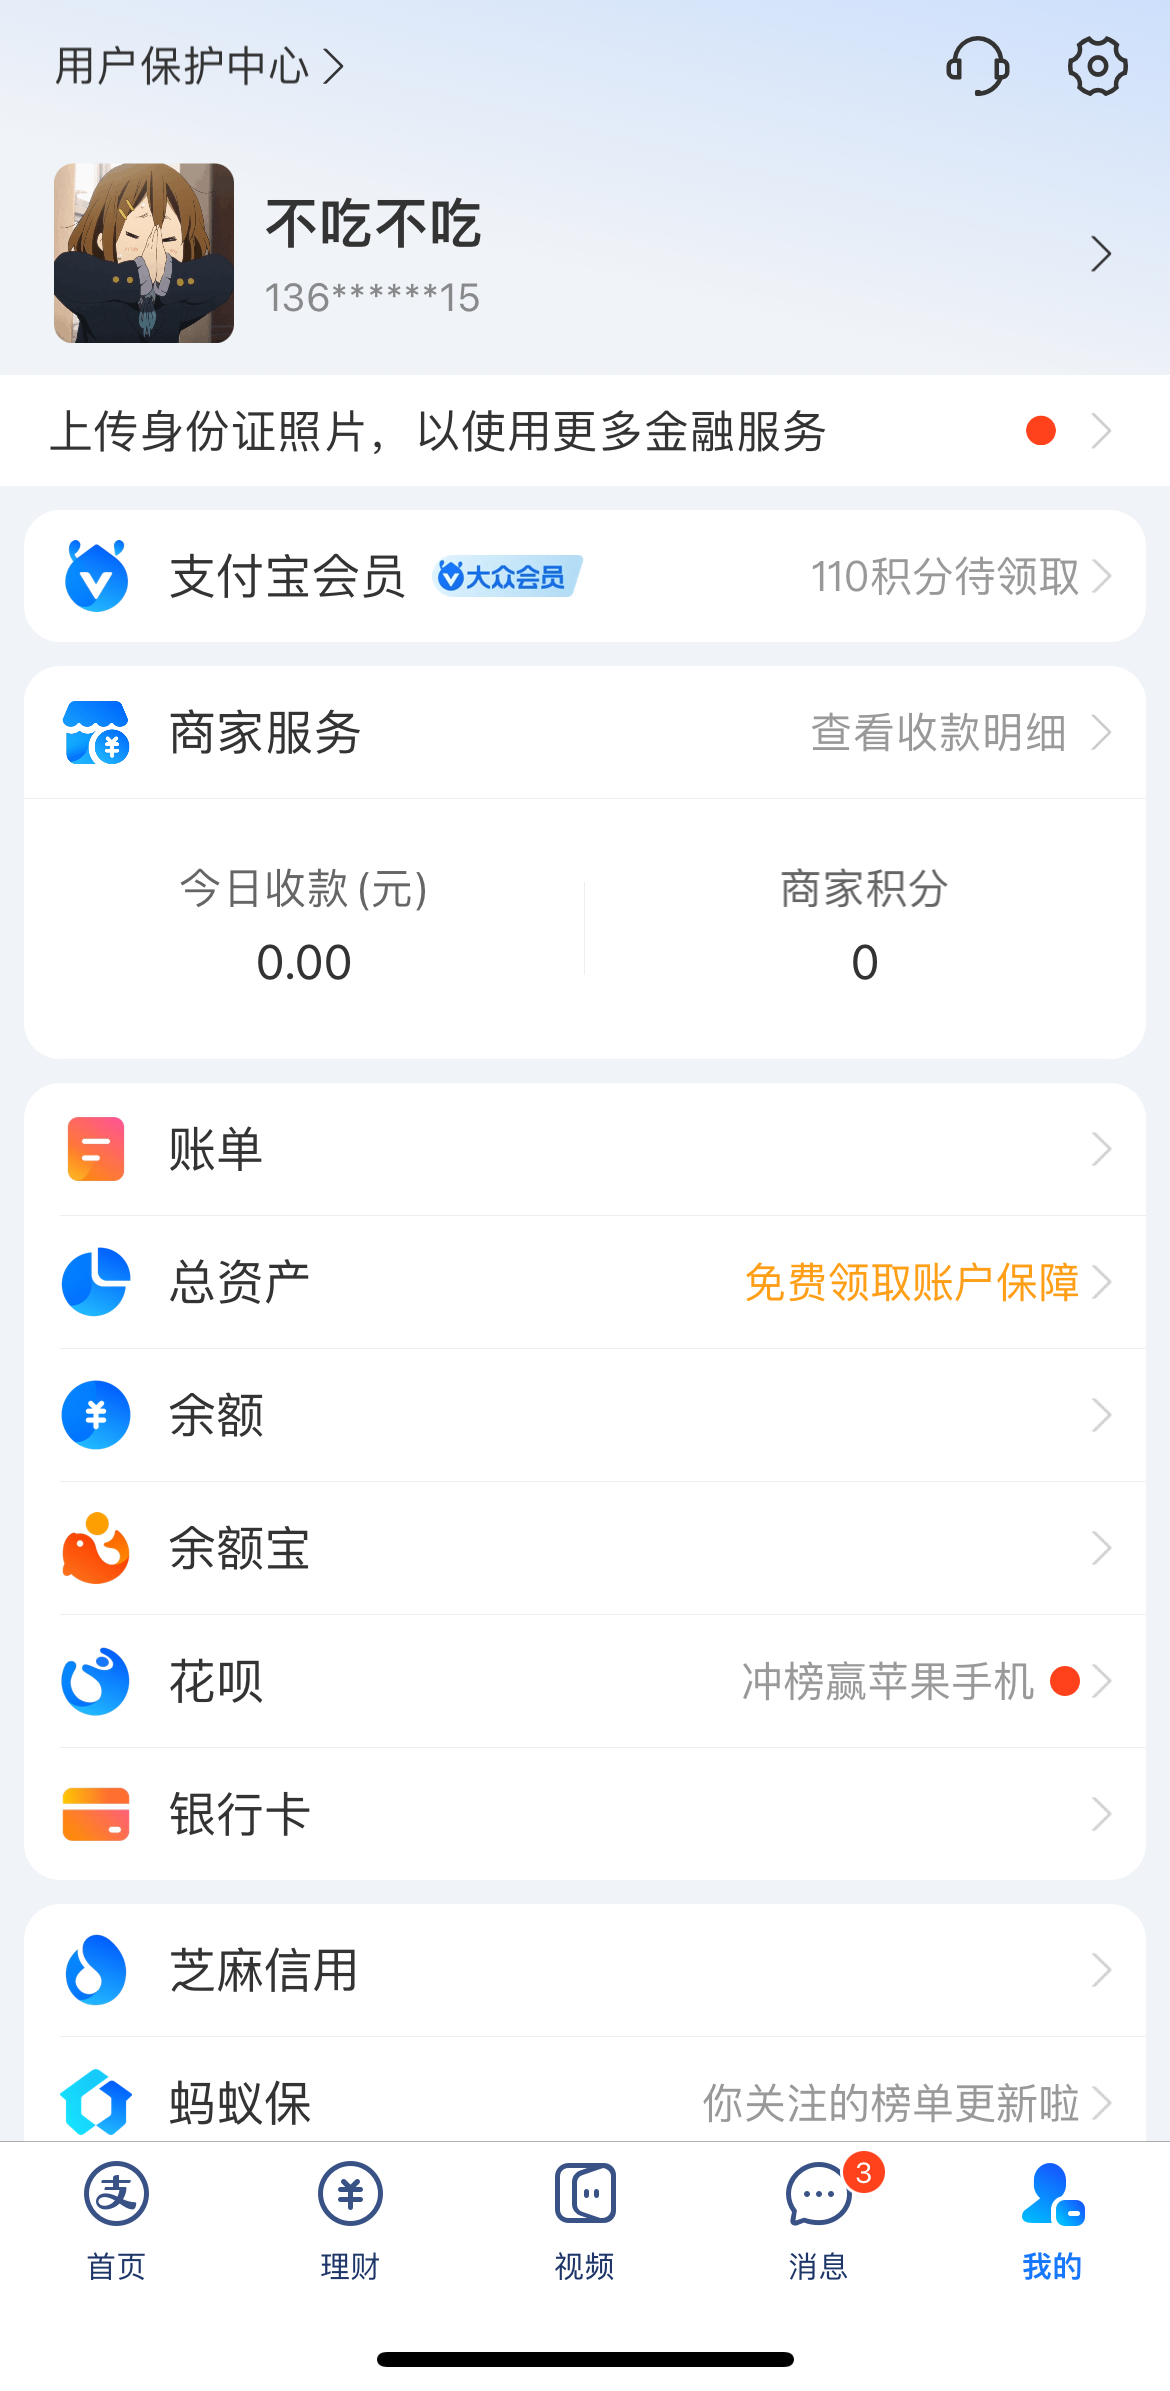 用户保护中心
不吃不吃
136******15
上传身份证照片，以使用更多金融服务
支付宝会员 大众会员 110积分待领取
商家服务 查看收款明细
今日收款(元) 商家积分
0.00 0
账单
总资产 免费领取账户保障
余额
余额宝
花呗 冲榜赢苹果手机
银行卡
芝麻信用
蚂蚁保 你关注的榜单更新啦
支 3
首页 理财 视频 消息 我的